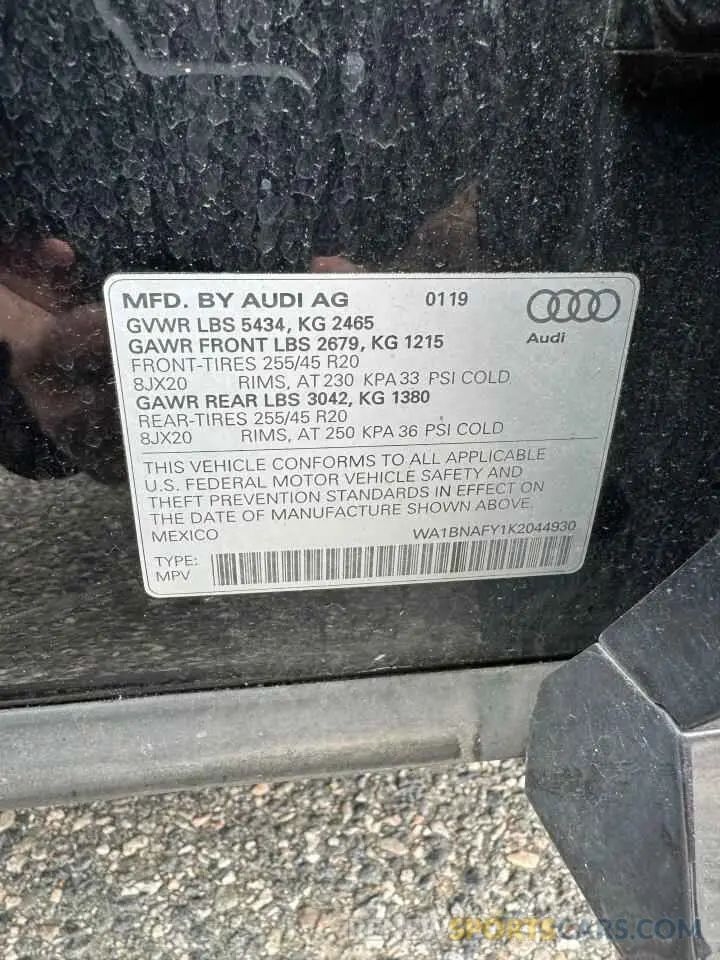 MFD. BY AUDI AG 0119
GVWR LBS 5434, KG 2465
Audi
GAWR FRONT LBS 2679, KG 1215
FRONT-TIRES 255/45 R20
8JX20 RIMS, AT 230 KPA 33 PSI COLD
GAWR REAR LBS 3042, KG 1380
REAR-TIRES 255/45 R20
8JX20 RIMS, AT 250 KPA 36 PSI COLD
THIS VEHICLE CONFORMS TO ALL APPLICABLE
U.S. FEDERAL MOTOR VEHICLE SAFETY AND
THEFT PREVENTION STANDARDS IN EFFECT ON
THE DATE OF MANUFACTURE SHOWN ABOVE.
MEXICO WA1BNAFY1K2044930
TYPE:
MPV
SPORTSCARS.COM